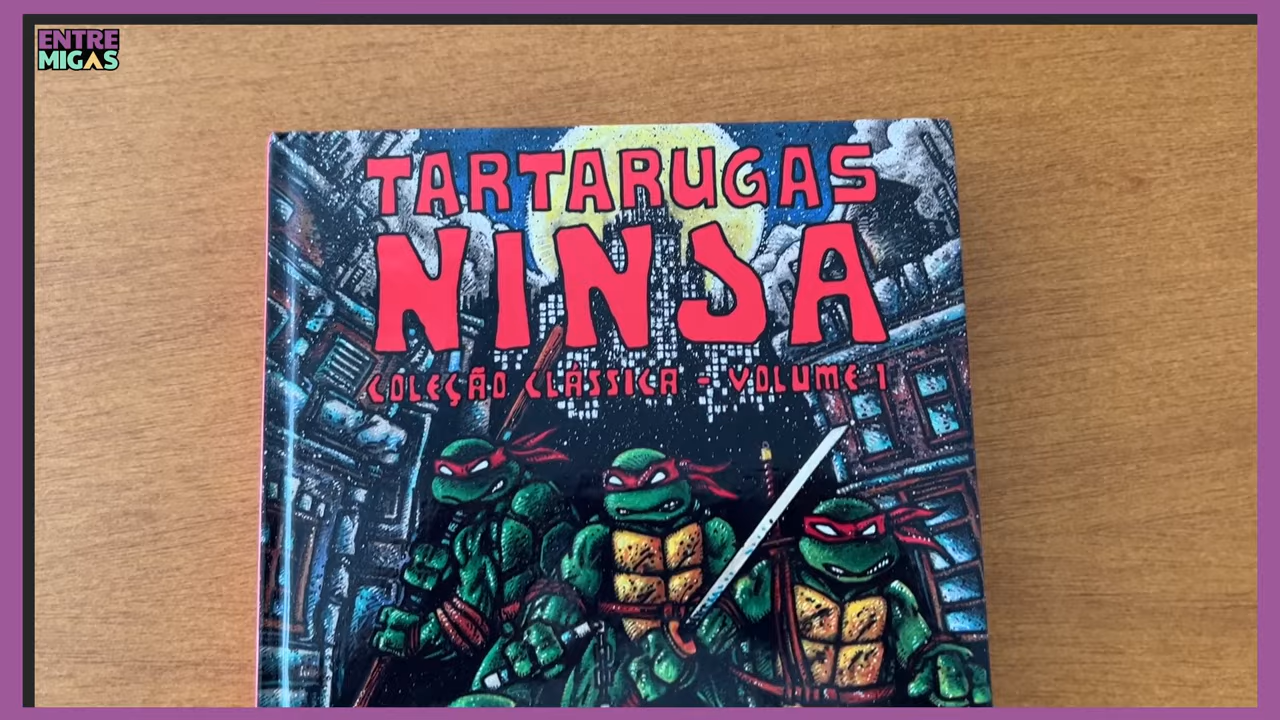 ENTRE
MIGAS
TARTARUGAS
NINJA
COLEÇÃO CLÁSSICA - VOLUME 1